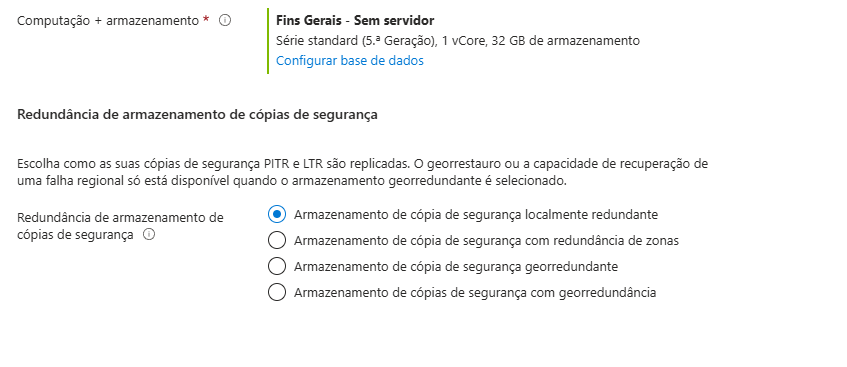 Computação + armazenamento *
Fins Gerais - Sem servidor
Série standard (5.ª Geração), 1 vCore, 32 GB de armazenamento
Configurar base de dados
Redundância de armazenamento de cópias de segurança
Escolha como as suas cópias de segurança PITR e LTR são replicadas. O georrestauro ou a capacidade de recuperação de
uma falha regional só está disponível quando o armazenamento georredundante é selecionado.
Redundância de armazenamento de
cópias de segurança
Armazenamento de cópia de segurança localmente redundante
Armazenamento de cópia de segurança com redundância de zonas
Armazenamento de cópia de segurança georredundante
Armazenamento de cópias de segurança com georredundância